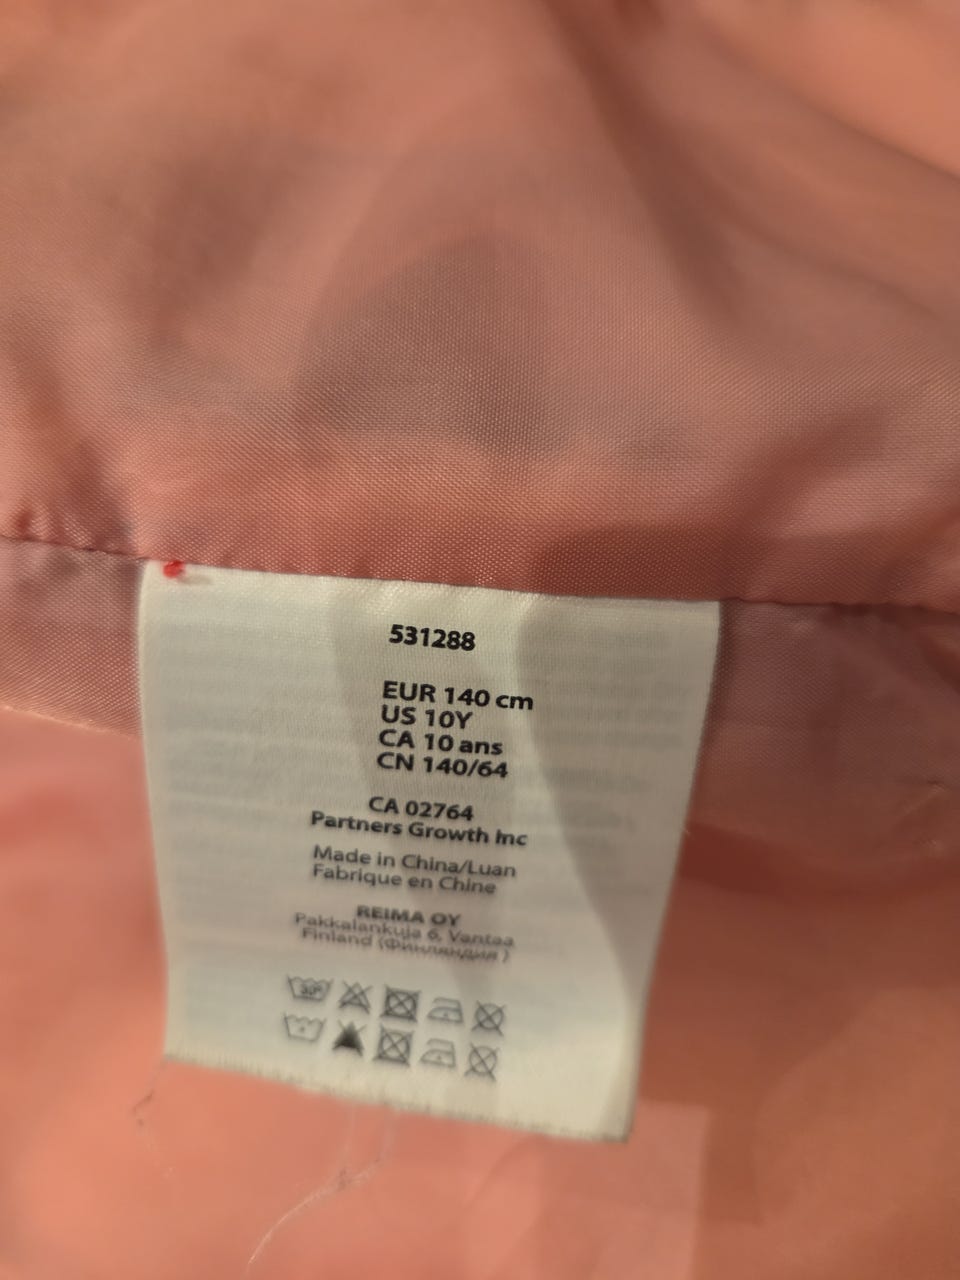 531288
EUR 140 cm
US 10Y
CA 10 ans
CN 140/64
CA 02764
Partners Growth Inc
Made in China/Luan
Fabrique en Chine
REIMA OY
Pakkalankuja 6, Vantaa
Finland (Финляндия)
30°